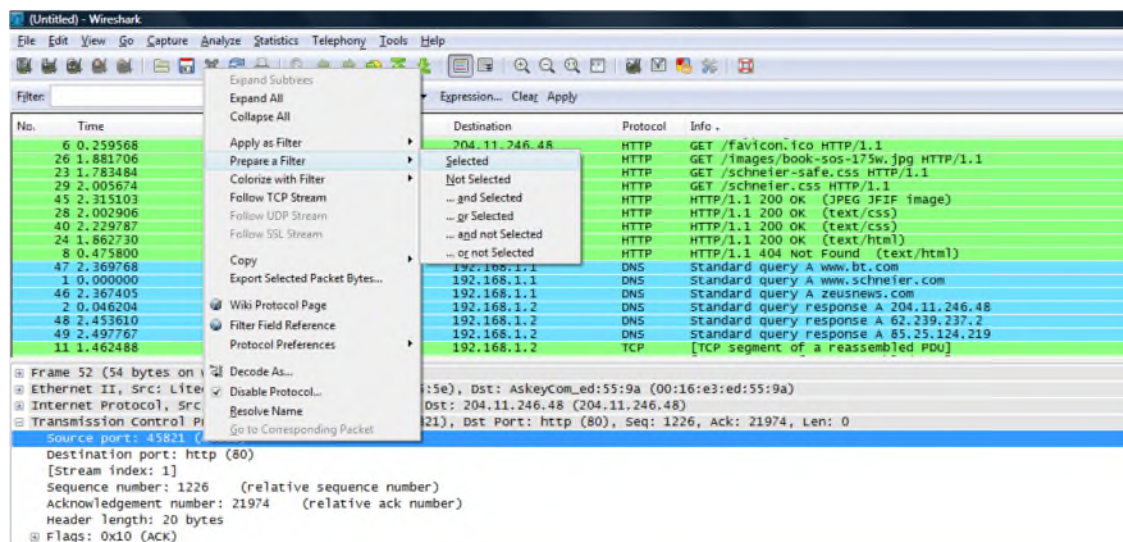 (Untitled) - Wireshark
File Edit View Go Capture Analyze Statistics Telephony Tools Help
Filter: Expression... Clear Apply
No. Time Destination Protocol Info
6 0.259568 204.11.246.48 HTTP GET /favicon.ico HTTP/1.1
26 1.881706 HTTP GET /images/book-sos-175w.jpg HTTP/1.1
23 1.783484 HTTP GET /schneier-safe.css HTTP/1.1
29 2.005674 HTTP GET /schneier.css HTTP/1.1
45 2.315103 HTTP HTTP/1.1 200 OK (JPEG JFIF image)
28 2.002906 HTTP HTTP/1.1 200 OK (text/css)
40 2.229787 HTTP HTTP/1.1 200 OK (text/css)
24 1.862730 HTTP HTTP/1.1 200 OK (text/html)
8 0.475800 HTTP HTTP/1.1 404 Not Found (text/html)
47 2.369768 192.168.1.1 DNS Standard query A www.bt.com
1 0.000000 192.168.1.1 DNS Standard query A www.schneier.com
46 2.367405 192.168.1.1 DNS Standard query A zeusnews.com
2 0.046204 192.168.1.2 DNS Standard query response A 204.11.246.48
48 2.453610 192.168.1.2 DNS Standard query response A 62.239.237.2
49 2.497767 192.168.1.2 DNS Standard query response A 85.25.124.219
11 1.462488 192.168.1.2 TCP [TCP segment of a reassembled PDU]
Expand Subtrees
Expand All
Collapse All
Apply as Filter
Prepare a Filter
Colorize with Filter
Follow TCP Stream
Follow UDP Stream
Follow SSL Stream
Copy
Export Selected Packet Bytes...
Wiki Protocol Page
Filter Field Reference
Protocol Preferences
Decode As...
Disable Protocol...
Resolve Name
Go to Corresponding Packet
Selected
Not Selected
... and Selected
... or Selected
... and not Selected
... or not Selected
Frame 52 (54 bytes on
Ethernet II, Src: Lite :5e), Dst: AskeyCom_ed:55:9a (00:16:e3:ed:55:9a)
Internet Protocol, Src Dst: 204.11.246.48 (204.11.246.48)
Transmission Control P 21), Dst Port: http (80), Seq: 1226, Ack: 21974, Len: 0
Source port: 45821
Destination port: http (80)
[Stream index: 1]
Sequence number: 1226 (relative sequence number)
Acknowledgement number: 21974 (relative ack number)
Header length: 20 bytes
Flags: 0x10 (ACK)